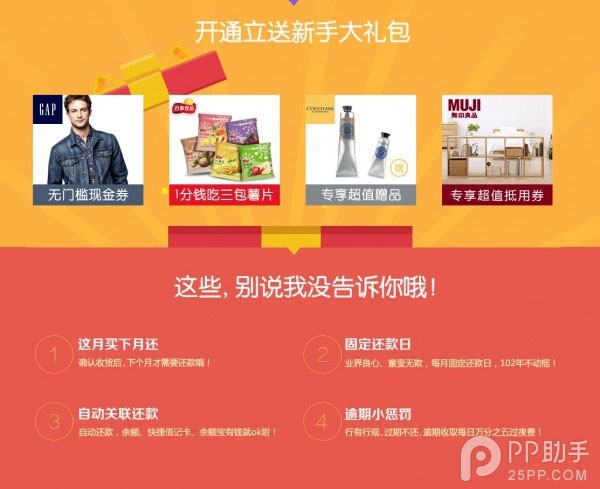 开通立送新手大礼包
GAP
百事食品
L'OCCITANE
MUJI
無印良品
赠
无门槛现金券
1分钱吃三包薯片
专享超值赠品
专享超值抵用券
这些，别说我没告诉你哦！
1
这月买下月还
确认收货后，下个月才需要还款哦！
2
固定还款日
业界良心、童叟无欺，每月固定还款日，102年不动摇！
3
自动关联还款
自动还款，余额、快捷借记卡、余额宝有钱就ok啦！
4
逾期小惩罚
行有行规，过期不还，逾期收取每日万分之五过夜费！
PP助手
25PP.COM